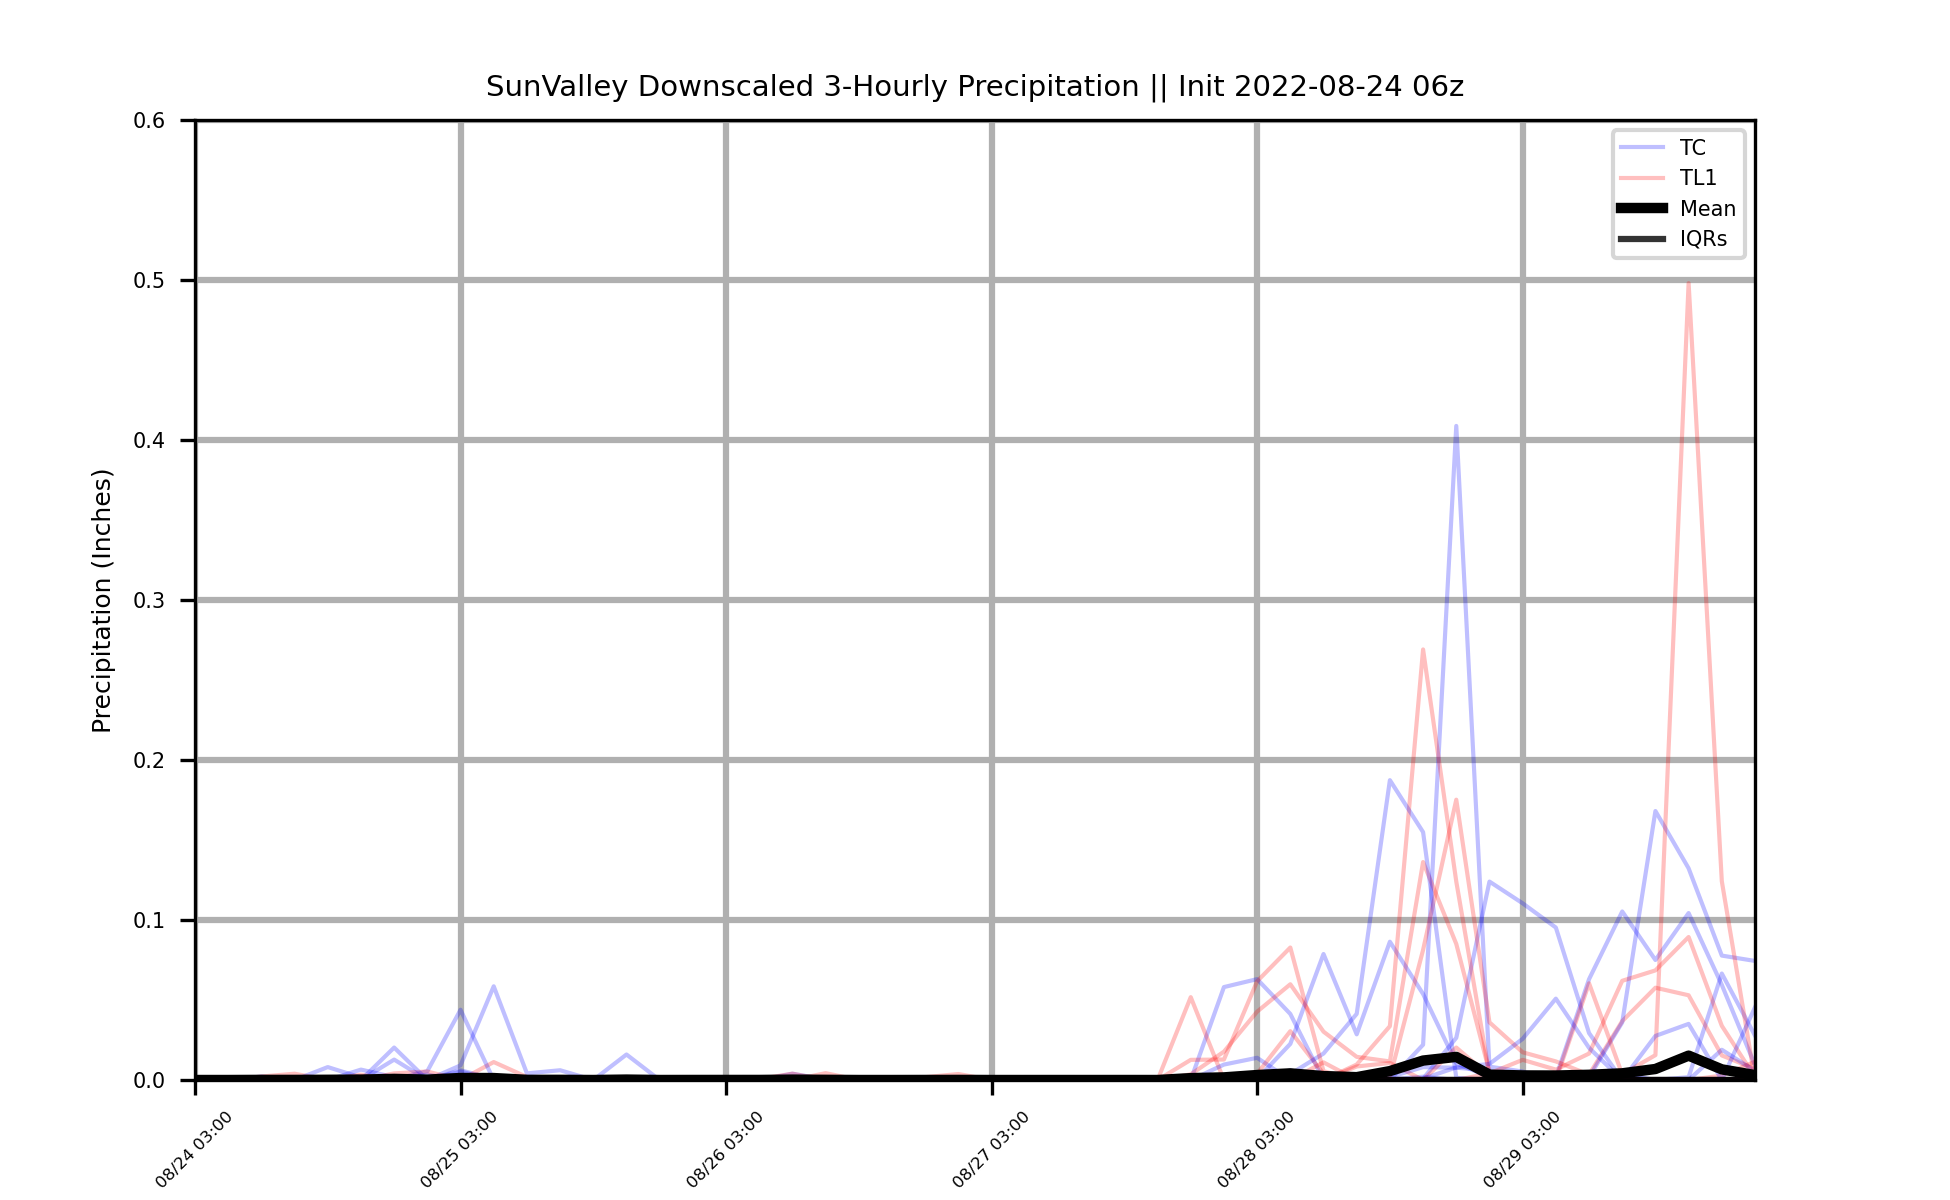 SunValley Downscaled 3-Hourly Precipitation || Init 2022-08-24 06z
Precipitation (Inches)
0.6
0.5
0.4
0.3
0.2
0.1
0.0
TC
TL1
Mean
IQRs
08/24 03:00
08/25 03:00
08/26 03:00
08/27 03:00
08/28 03:00
08/29 03:00